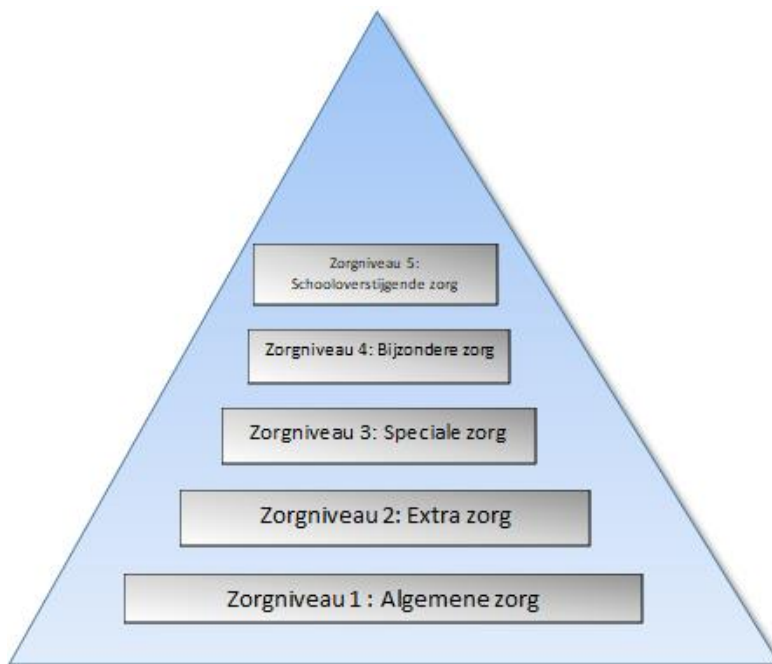 Zorgniveau 5:
Schooloverstijgende zorg
Zorgniveau 4: Bijzondere zorg
Zorgniveau 3: Speciale zorg
Zorgniveau 2: Extra zorg
Zorgniveau 1 : Algemene zorg